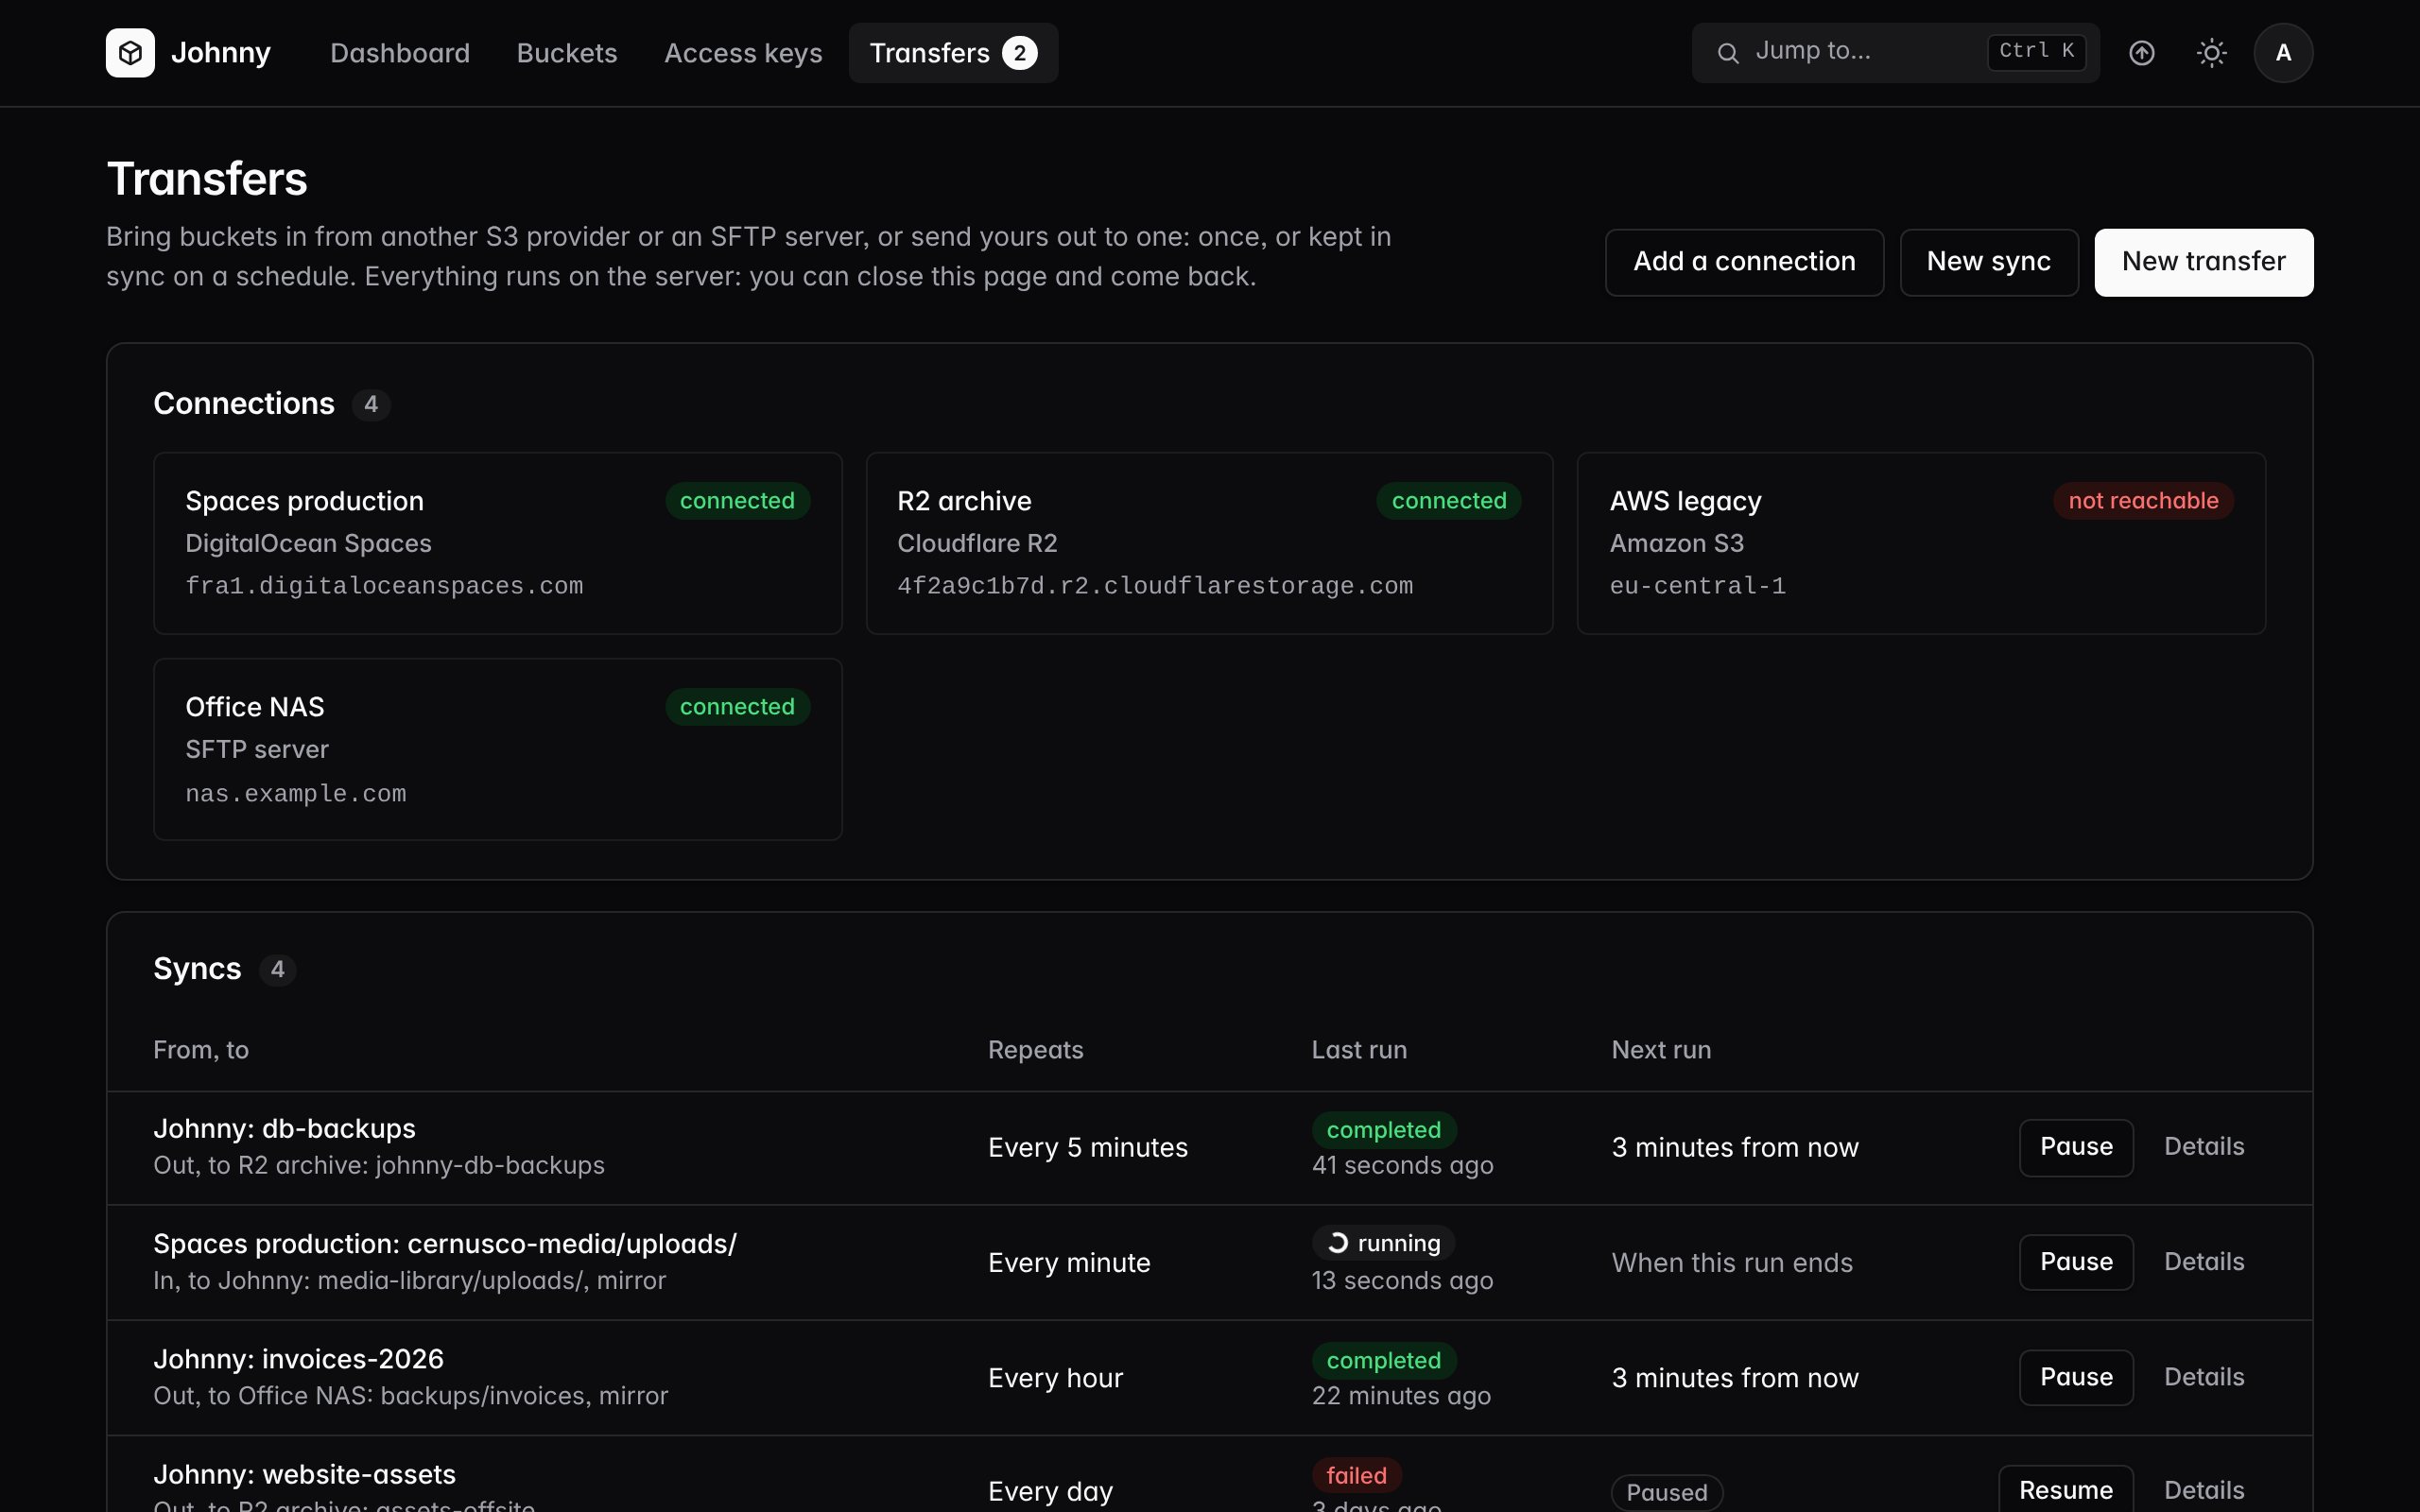 Johnny
Dashboard
Buckets
Access keys
Transfers 2
Jump to...
Ctrl K
A
Transfers
Bring buckets in from another S3 provider or an SFTP server, or send yours out to one: once, or kept in
sync on a schedule. Everything runs on the server: you can close this page and come back.
Add a connection
New sync
New transfer
Connections 4
Spaces production
connected
DigitalOcean Spaces
fra1.digitaloceanspaces.com
R2 archive
connected
Cloudflare R2
4f2a9c1b7d.r2.cloudflarestorage.com
AWS legacy
not reachable
Amazon S3
eu-central-1
Office NAS
connected
SFTP server
nas.example.com
Syncs 4
From, to
Repeats
Last run
Next run
Johnny: db-backups
Out, to R2 archive: johnny-db-backups
Every 5 minutes
completed
41 seconds ago
3 minutes from now
Pause
Details
Spaces production: cernusco-media/uploads/
In, to Johnny: media-library/uploads/, mirror
Every minute
running
13 seconds ago
When this run ends
Pause
Details
Johnny: invoices-2026
Out, to Office NAS: backups/invoices, mirror
Every hour
completed
22 minutes ago
3 minutes from now
Pause
Details
Johnny: website-assets
Out, to R2 archive: assets-offsite
Every day
failed
3 days ago
Paused
Resume
Details